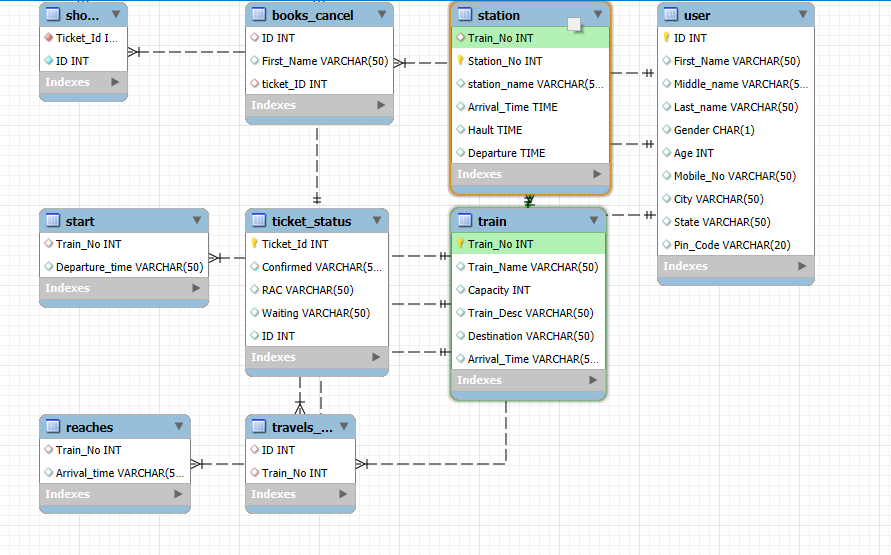 sho...
Ticket_Id I...
ID INT
Indexes
books_cancel
ID INT
First_Name VARCHAR(50)
ticket_ID INT
Indexes
station
Train_No INT
Station_No INT
station_name VARCHAR(5...
Arrival_Time TIME
Hault TIME
Departure TIME
Indexes
user
ID INT
First_Name VARCHAR(50)
Middle_name VARCHAR(5...
Last_name VARCHAR(50)
Gender CHAR(1)
Age INT
Mobile_No VARCHAR(50)
City VARCHAR(50)
State VARCHAR(50)
Pin_Code VARCHAR(20)
Indexes
start
Train_No INT
Departure_time VARCHAR(50)
Indexes
ticket_status
Ticket_Id INT
Confirmed VARCHAR(5...
RAC VARCHAR(50)
Waiting VARCHAR(50)
ID INT
Indexes
train
Train_No INT
Train_Name VARCHAR(50)
Capacity INT
Train_Desc VARCHAR(50)
Destination VARCHAR(50)
Arrival_Time VARCHAR(5...
Indexes
reaches
Train_No INT
Arrival_time VARCHAR(5...
Indexes
travels_...
ID INT
Train_No INT
Indexes